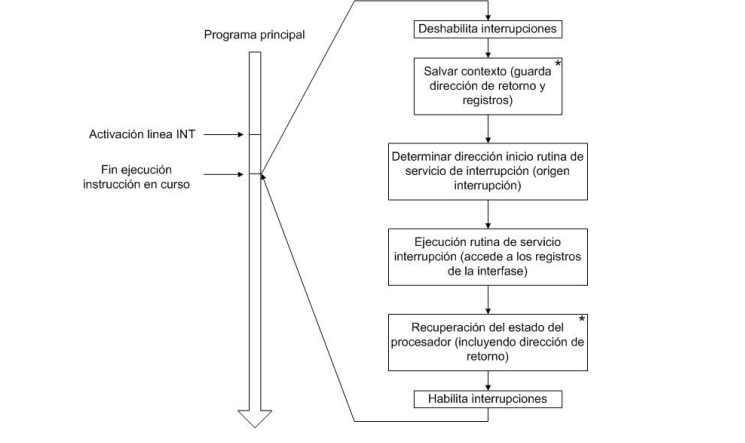 Programa principal
Activación linea INT
Fin ejecución
instrucción en curso
Deshabilita interrupciones
*
Salvar contexto (guarda
dirección de retorno y
registros)
Determinar dirección inicio rutina de
servicio de interrupción (origen
interrupción)
Ejecución rutina de servicio
interrupción (accede a los registros
de la interfase)
*
Recuperación del estado del
procesador (incluyendo dirección de
retorno)
Habilita interrupciones